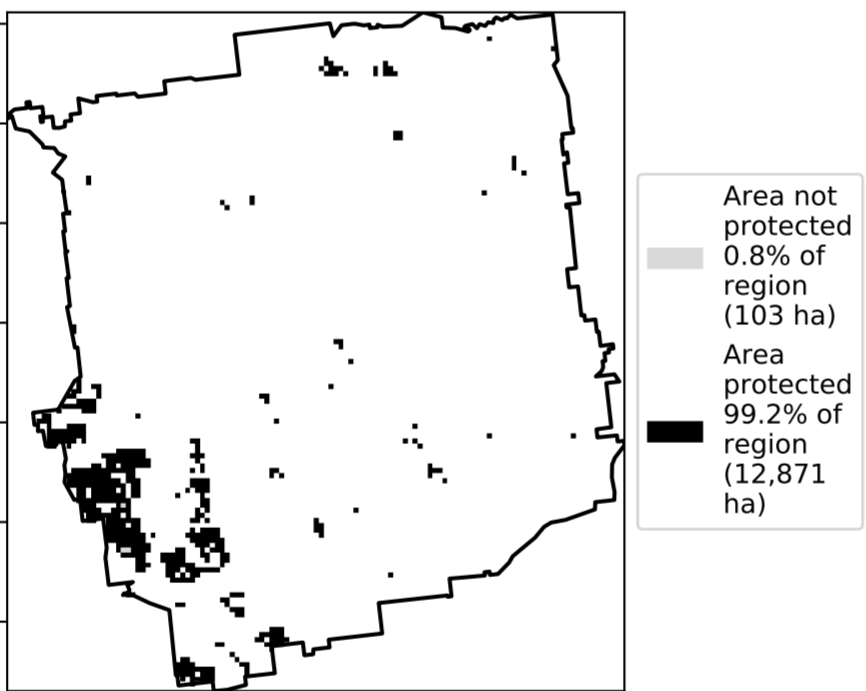 Area not
protected
0.8% of
region
(103 ha)
Area
protected
99.2% of
region
(12,871
ha)